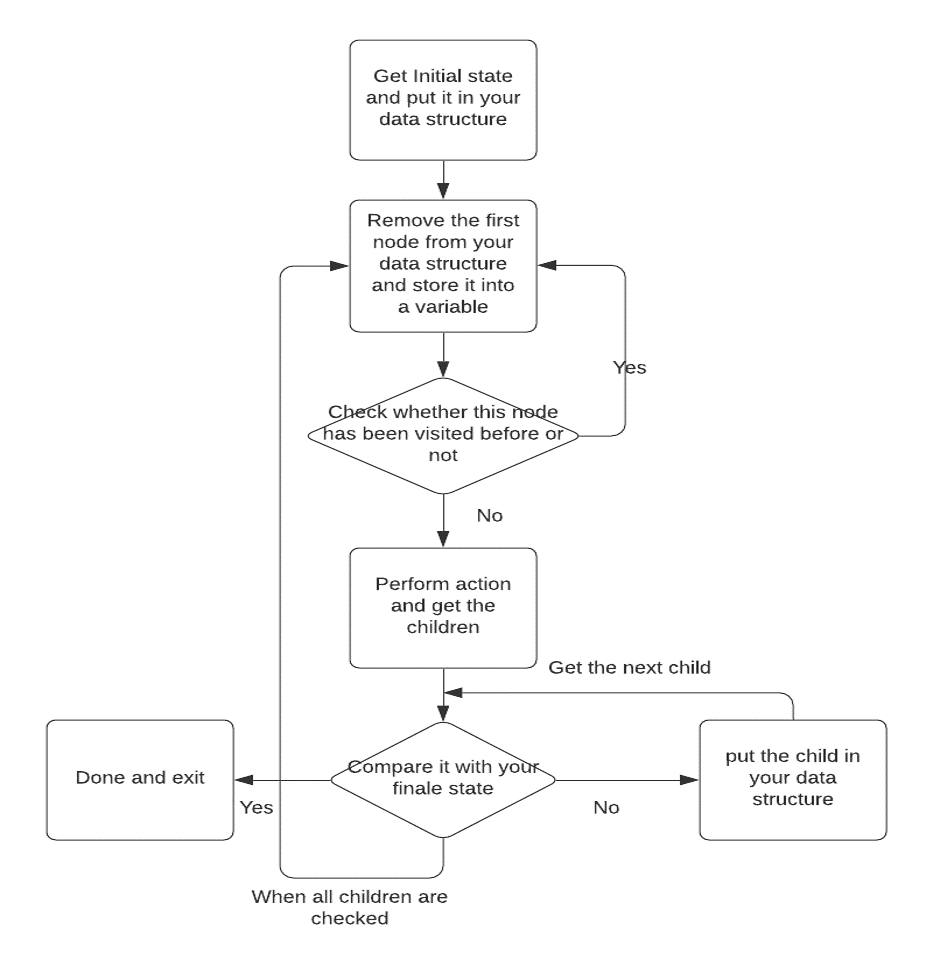 Get Initial state
and put it in your
data structure
Remove the first
node from your
data structure
and store it into
a variable
Yes
Check whether this node
has been visited before or
not
No
Perform action
and get the
children
Get the next child
Done and exit
Compare it with your
finale state
put the child in
your data
structure
Yes
No
When all children are
checked